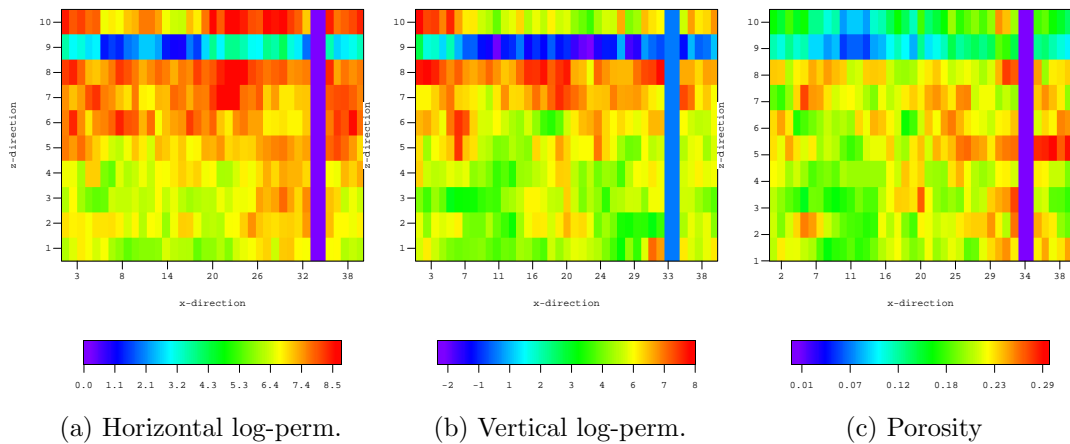 10
9
8
7
6
5
4
3
2
1
z-direction
3 8 14 20 26 32 38
x-direction
0.0 1.1 2.1 3.2 4.3 5.3 6.4 7.4 8.5
(a) Horizontal log-perm.
10
9
8
7
6
5
4
3
2
1
z-direction
3 7 11 16 20 24 29 33 38
x-direction
-2 -1 1 2 3 4 6 7 8
(b) Vertical log-perm.
10
9
8
7
6
5
4
3
2
1
z-direction
2 7 11 16 20 25 29 34 38
x-direction
0.01 0.07 0.12 0.18 0.23 0.29
(c) Porosity